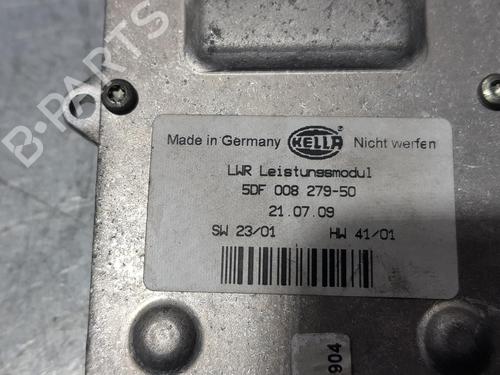 B-PARTS
Made in Germany HELLA Nicht werfen
LWR Leistungsmodul
5DF 008 279-50
21.07.09
SW 23/01 HW 41/01
904